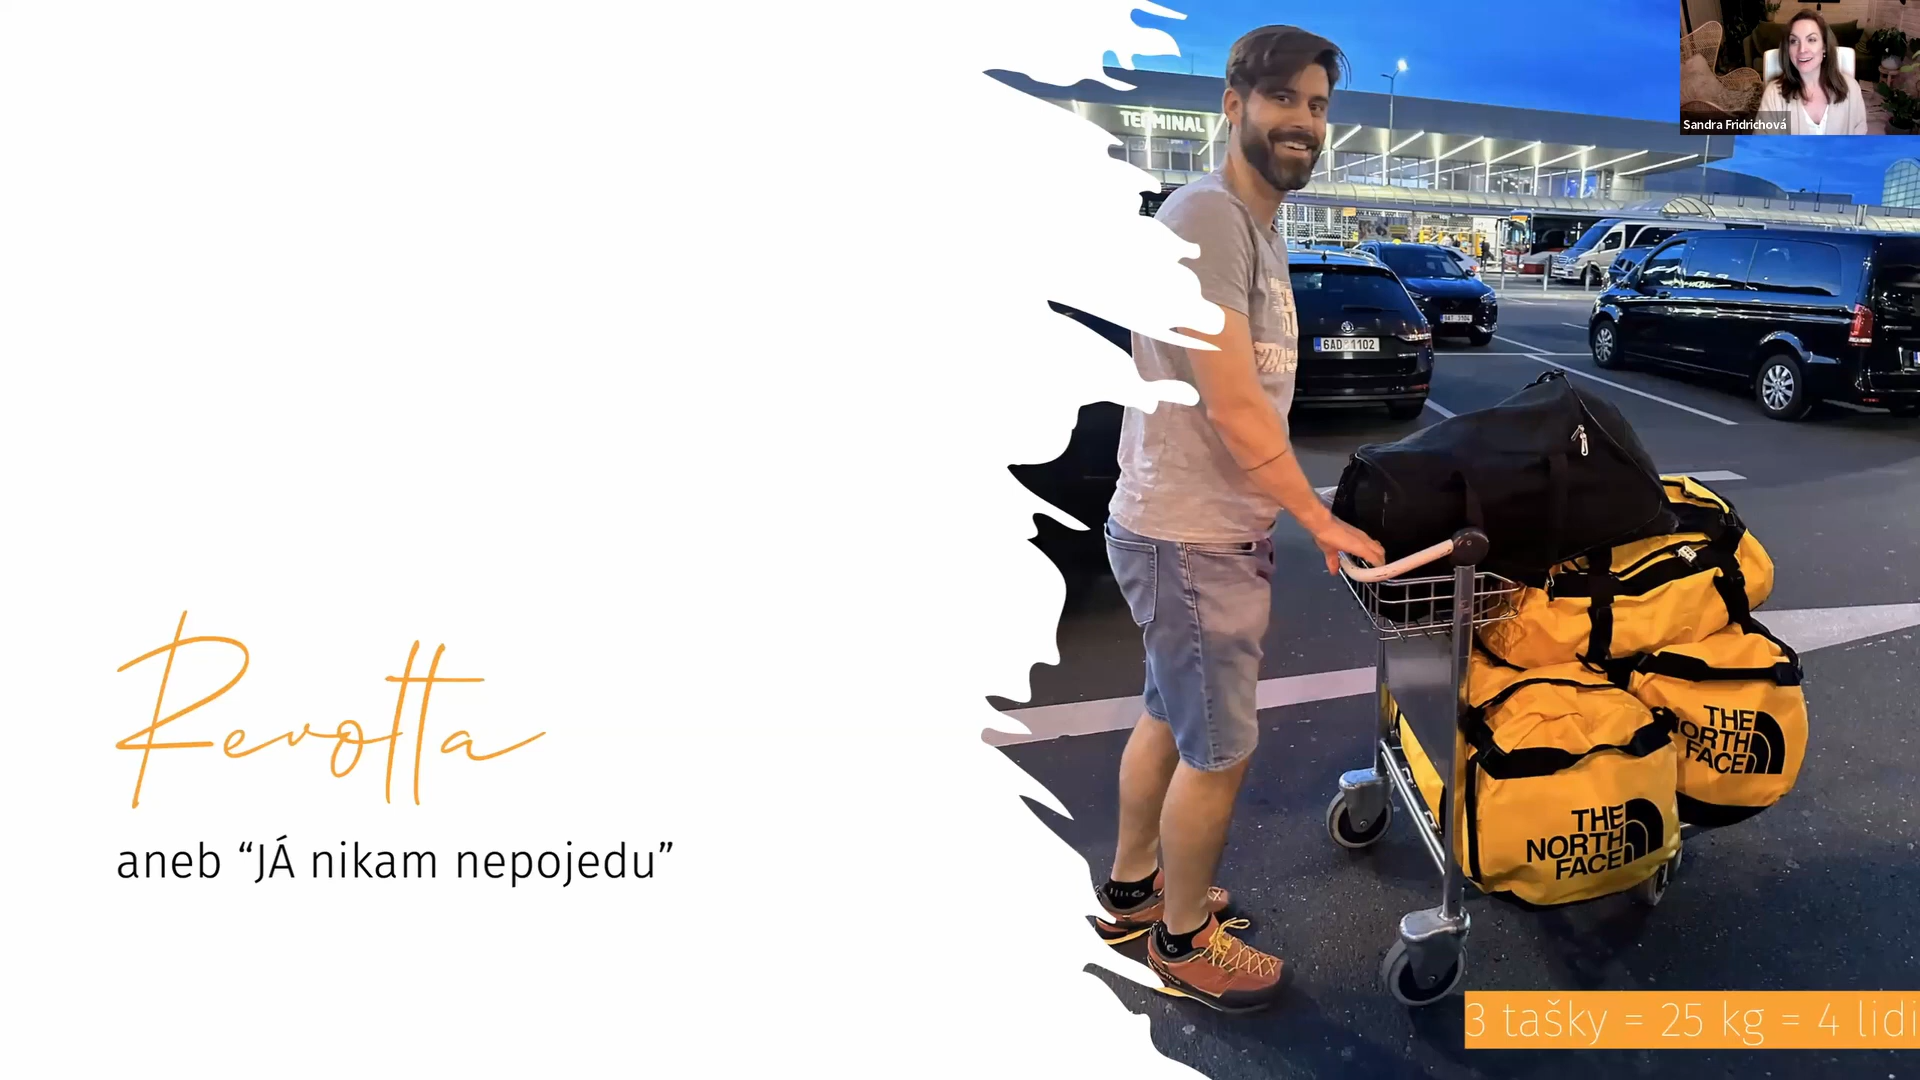 Sandra Fridrichová
TERMINAL
6AD 1102
THE
NORTH
FACE
THE
NORTH
FACE
Revolta
aneb “JÁ nikam nepojedu”
3 tašky = 25 kg = 4 lidi